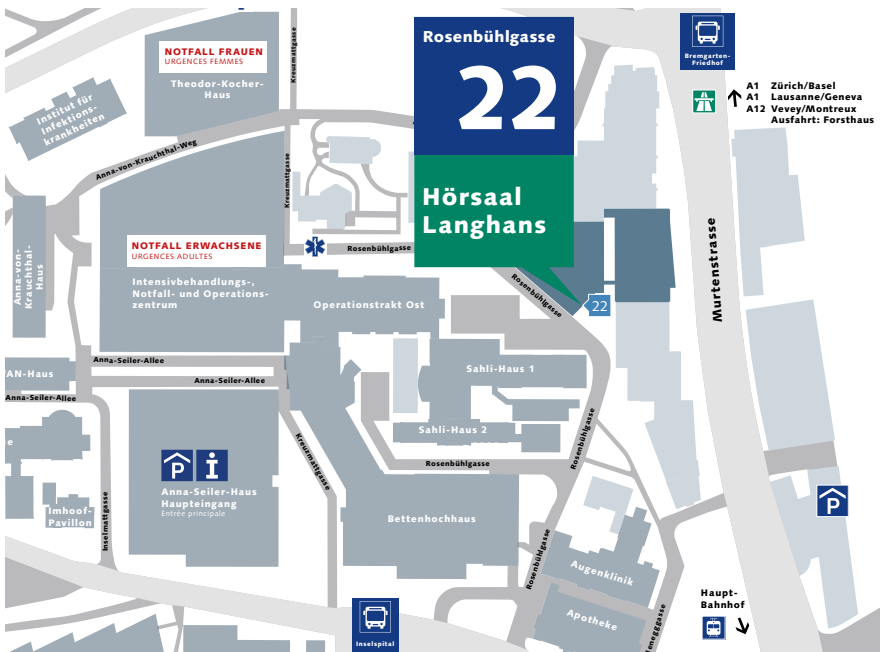 Rosenbühlgasse
22
Hörsaal
Langhans
Bremgarten-
Friedhof
A1 Zürich/Basel
A1 Lausanne/Geneva
A12 Vevey/Montreux
Ausfahrt: Forsthaus
NOTFALL FRAUEN
URGENCES FEMMES
Theodor-Kocher-
Haus
Kreuzmattgasse
Institut für
Infektions-
krankheiten
Anna-von-Krauchthal-Weg
Kreuzmattgasse
NOTFALL ERWACHSENE
URGENCES ADULTES
Rosenbühlgasse
Anna-von-
Krauchthal-
Haus
Intensivbehandlungs-,
Notfall- und Operations-
zentrum
Operationstrakt Ost
Rosenbühlgasse
22
Murtenstrasse
Anna-Seiler-Allee
Anna-Seiler-Allee
Anna-Seiler-Allee
AN-Haus
Sahli-Haus 1
Sahli-Haus 2
Rosenbühlgasse
Rosenbühlgasse
Kreuzmattgasse
P i
Anna-Seiler-Haus
Haupteingang
Entrée principale
Inselmattgasse
Imhoof-
Pavillon
Bettenhochhaus
P
Rosenbühlgasse
Augenklinik
Apotheke
Haupt-
Bahnhof
Inselspital